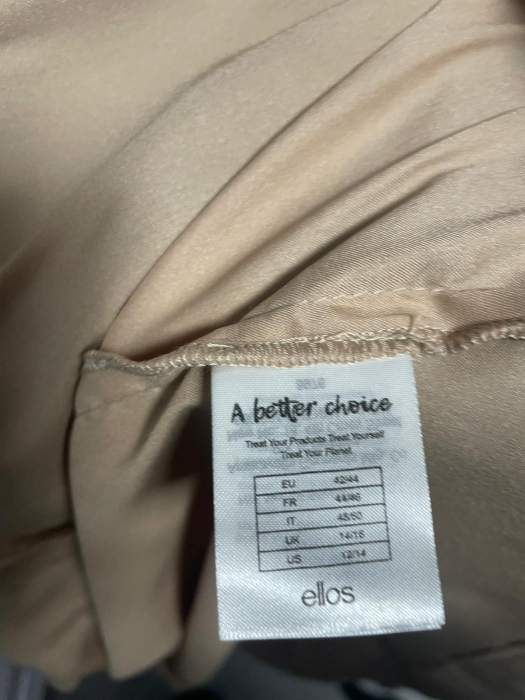 A better choice
Treat Your Products Treat Yourself
Treat Your Planet
EU 42/44
FR 44/46
IT 48/50
UK 14/16
US 12/14
ellos